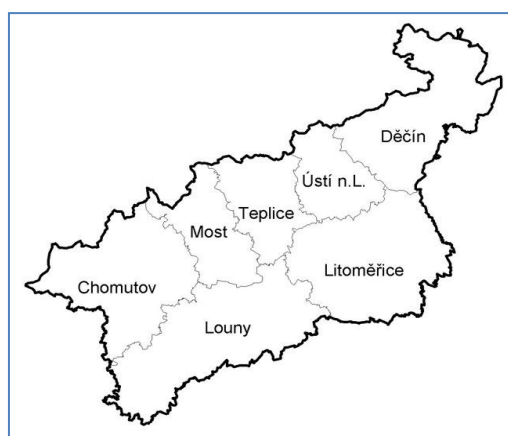 Děčín
Ústí n.L.
Teplice
Most
Litoměřice
Chomutov
Louny